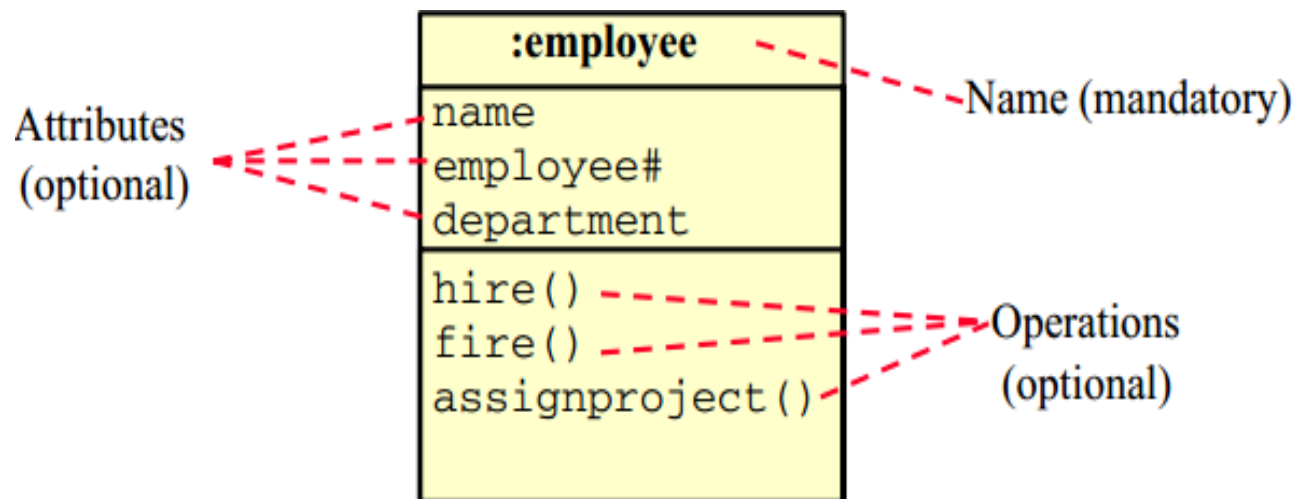 :employee
Name (mandatory)
Attributes
(optional)
name
employee#
department
hire()
fire()
assignproject()
Operations
(optional)